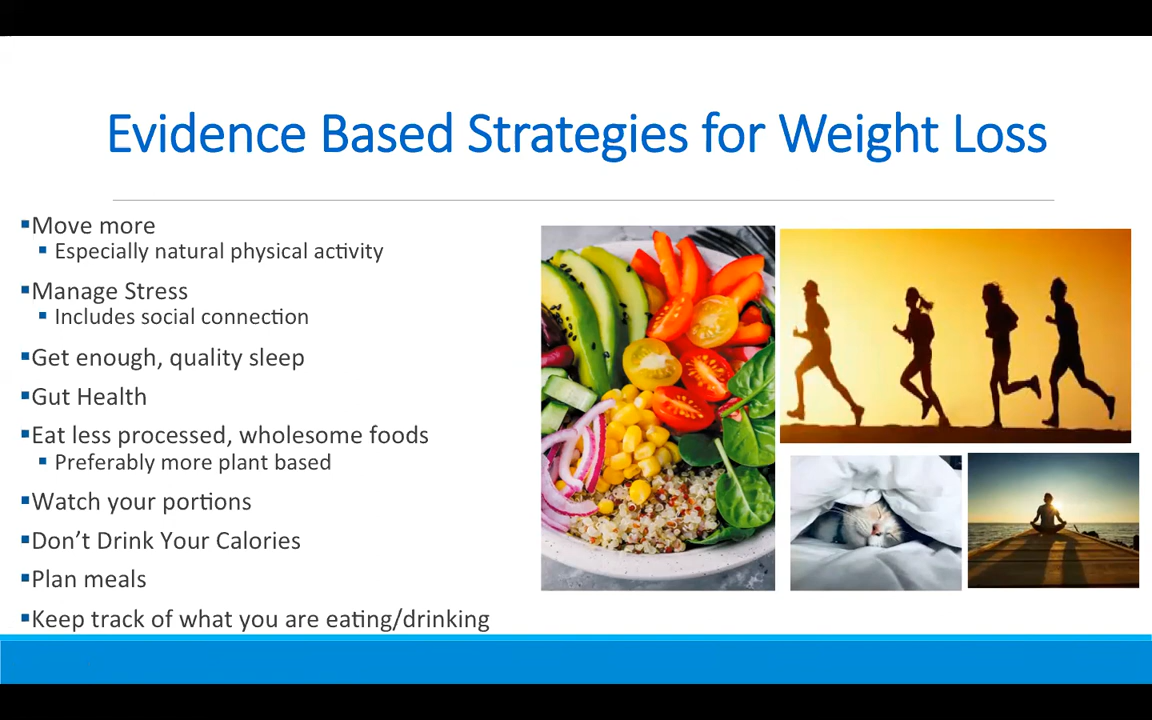 Evidence Based Strategies for Weight Loss
▪Move more
▪ Especially natural physical activity
▪Manage Stress
▪ Includes social connection
▪Get enough, quality sleep
▪Gut Health
▪Eat less processed, wholesome foods
▪ Preferably more plant based
▪Watch your portions
▪Don’t Drink Your Calories
▪Plan meals
▪Keep track of what you are eating/drinking